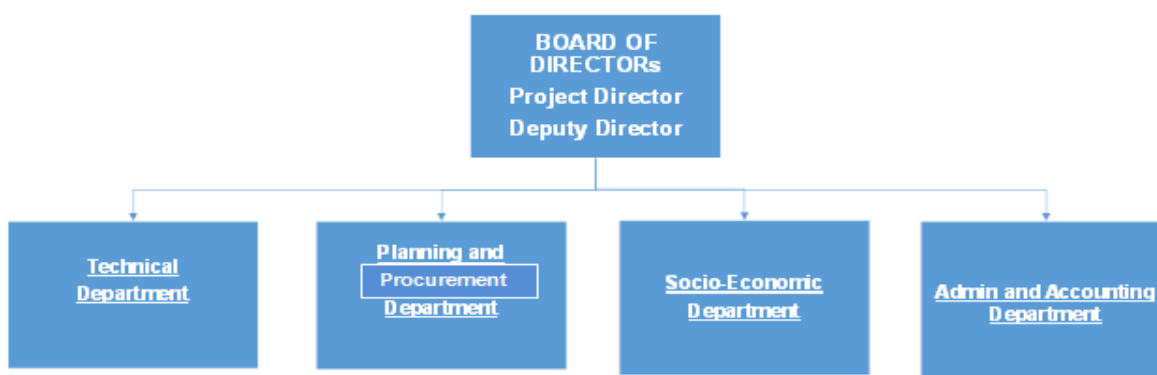 BOARD OF
DIRECTORs
Project Director
Deputy Director
Technical
Department
Planning and
Procurement
Department
Socio-Economic
Department
Admin and Accounting
Department